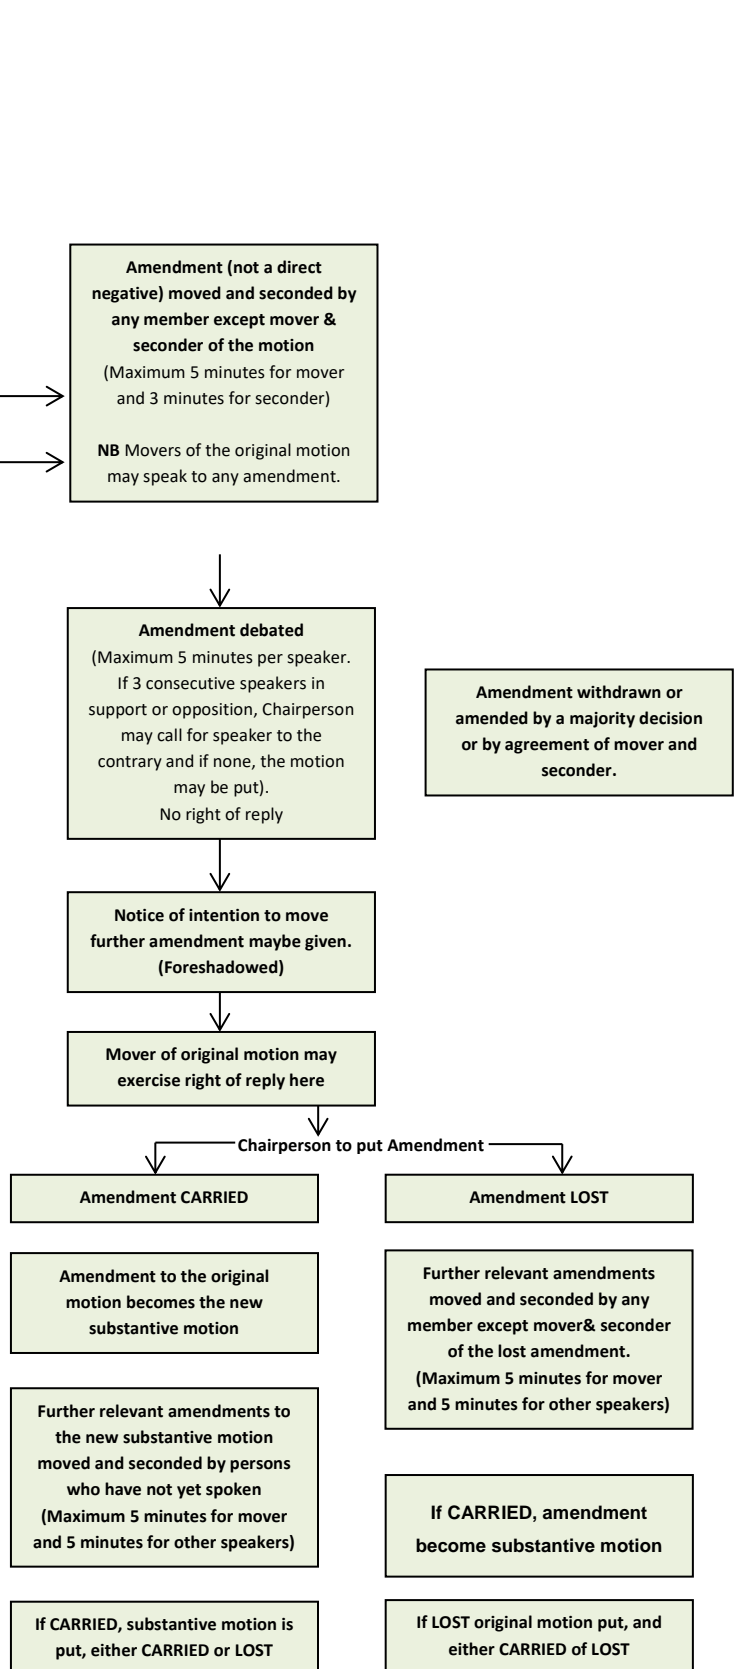 Amendment (not a direct
negative) moved and seconded by
any member except mover &
seconder of the motion
(Maximum 5 minutes for mover
and 3 minutes for seconder)
NB Movers of the original motion
may speak to any amendment.
Amendment debated
(Maximum 5 minutes per speaker.
If 3 consecutive speakers in
support or opposition, Chairperson
may call for speaker to the
contrary and if none, the motion
may be put).
No right of reply
Amendment withdrawn or
amended by a majority decision
or by agreement of mover and
seconder.
Notice of intention to move
further amendment maybe given.
(Foreshadowed)
Mover of original motion may
exercise right of reply here
Chairperson to put Amendment
Amendment CARRIED
Amendment to the original
motion becomes the new
substantive motion
Further relevant amendments to
the new substantive motion
moved and seconded by persons
who have not yet spoken
(Maximum 5 minutes for mover
and 5 minutes for other speakers)
If CARRIED, substantive motion is
put, either CARRIED or LOST
Amendment LOST
Further relevant amendments
moved and seconded by any
member except mover& seconder
of the lost amendment.
(Maximum 5 minutes for mover
and 5 minutes for other speakers)
If CARRIED, amendment
become substantive motion
If LOST original motion put, and
either CARRIED of LOST